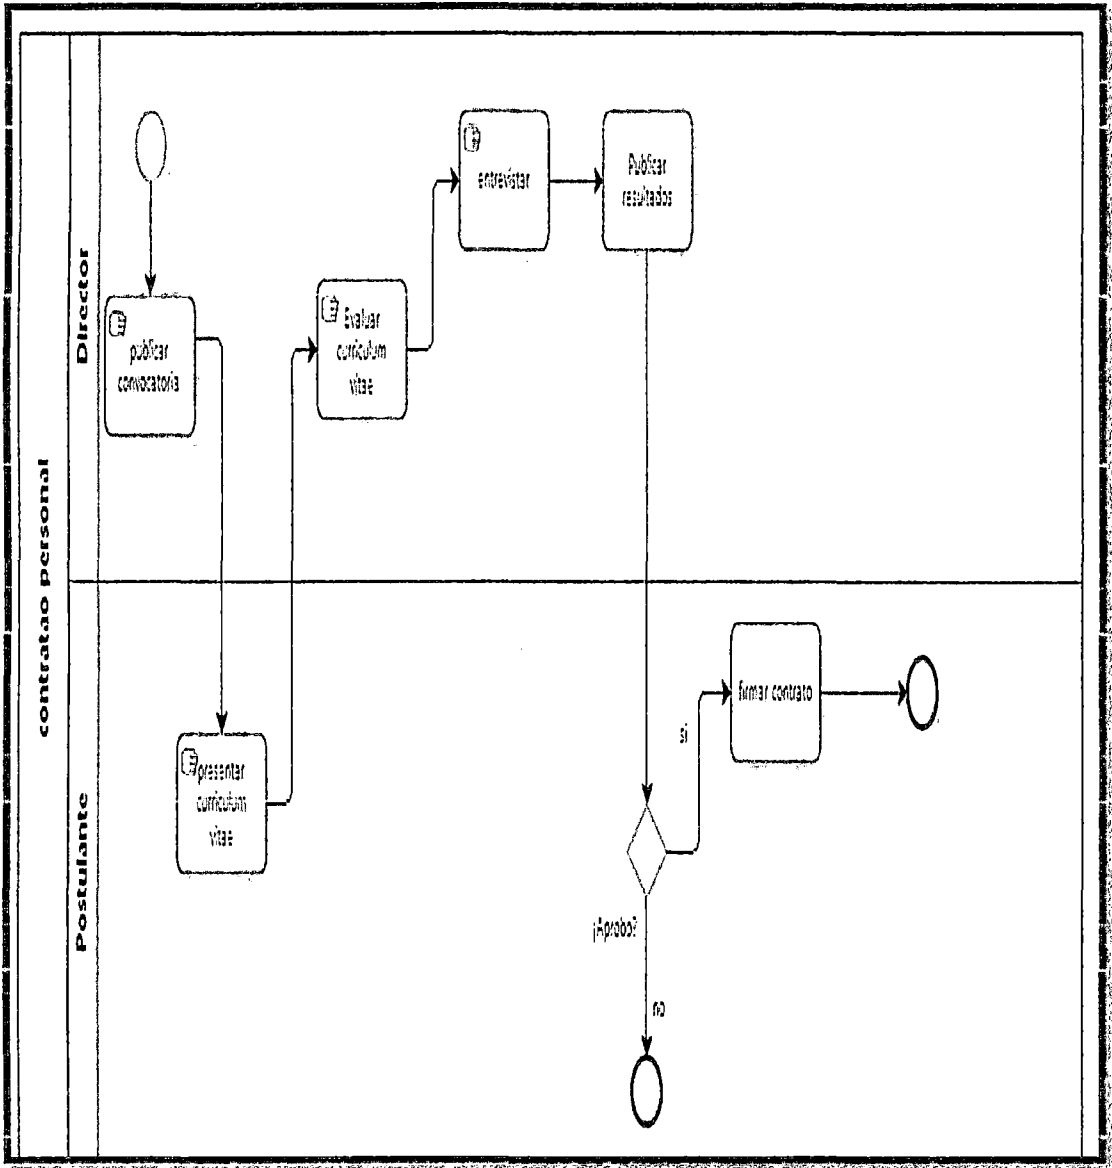 contratao personal
Director
publicar
convocatoria
Evaluar
curriculum
vitae
entrevistar
Publicar
resultados
Postulante
presentar
curriculum
vitae
¡Aprobo?
si
no
firmar contrato